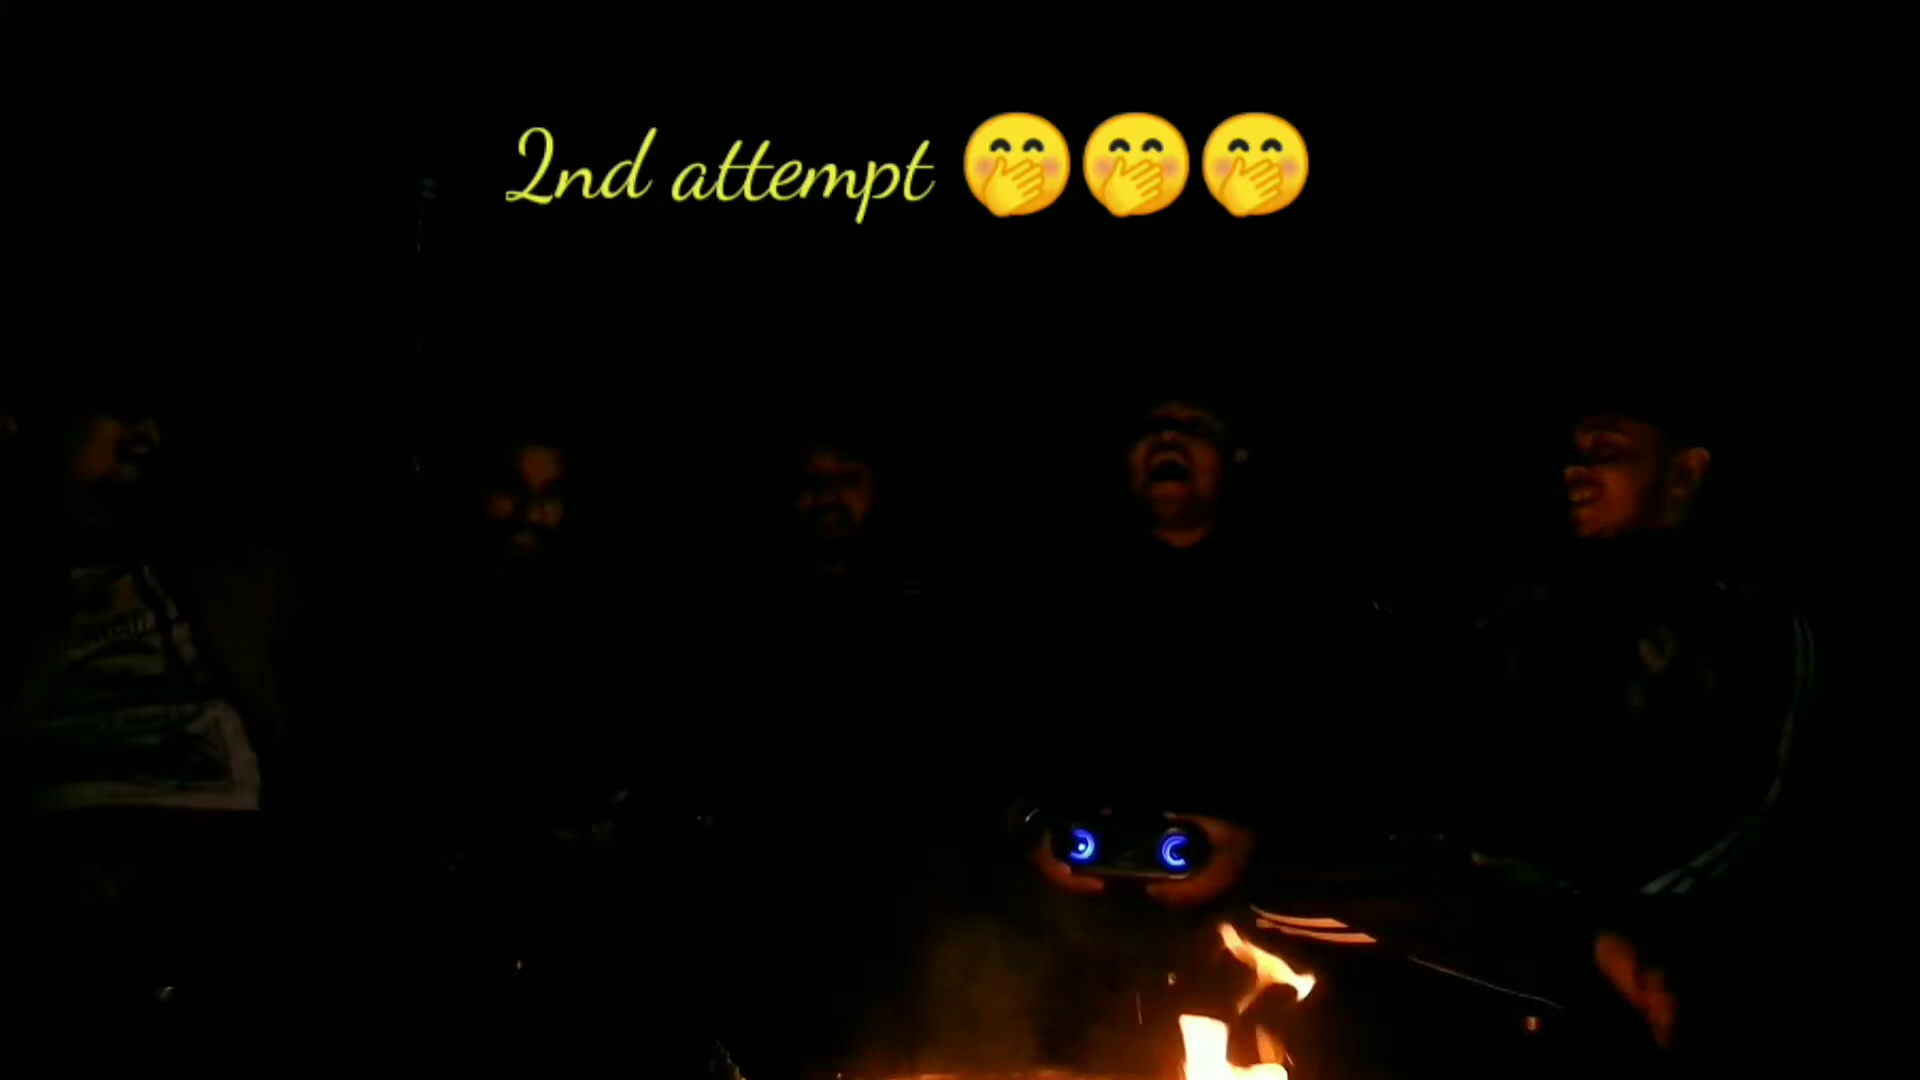 2nd attempt 🤭🤭🤭